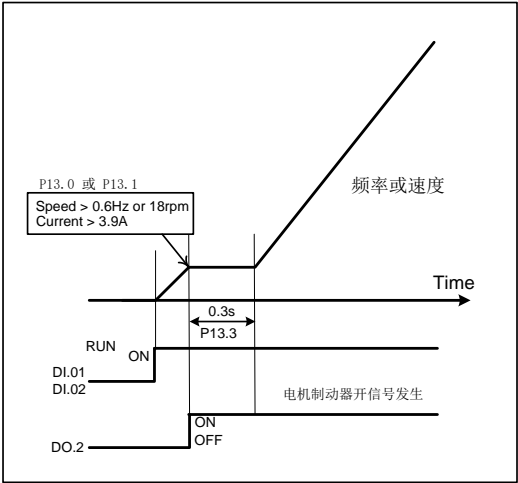 P13.0 或 P13.1
Speed > 0.6Hz or 18rpm
Current > 3.9A
频率或速度
Time
0.3s
P13.3
RUN
ON
DI.01
DI.02
电机制动器开信号发生
ON
OFF
DO.2